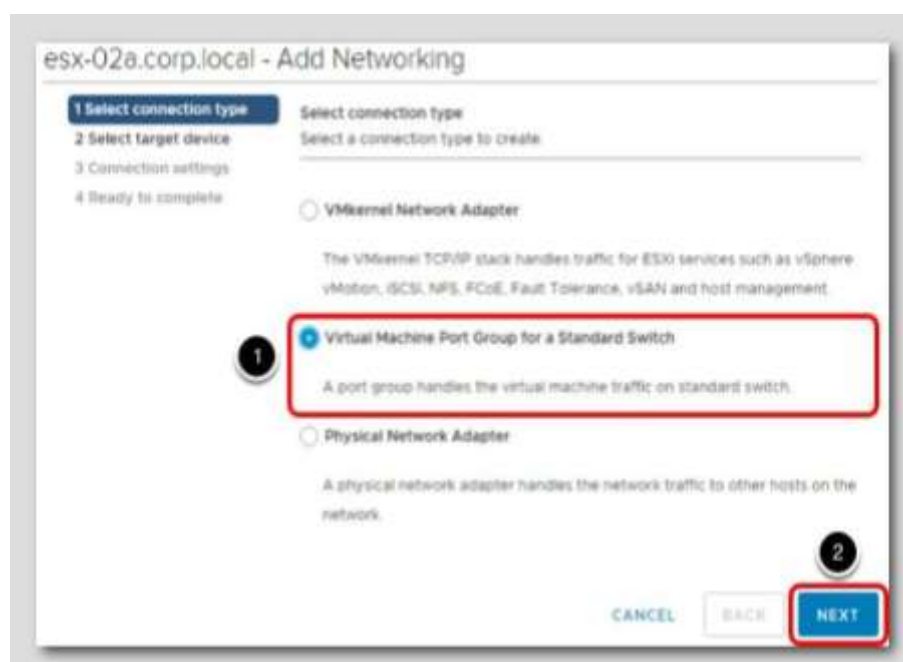 esx-02a.corp.local - Add Networking
1 Select connection type
2 Select target device
3 Connection settings
4 Ready to complete
Select connection type
Select a connection type to create.
VMkernel Network Adapter
The VMkernel TCP/IP stack handles traffic for ESXi services such as vSphere
vMotion, iSCSI, NFS, FCoE, Fault Tolerance, vSAN and host management.
1
Virtual Machine Port Group for a Standard Switch
A port group handles the virtual machine traffic on standard switch.
Physical Network Adapter
A physical network adapter handles the network traffic to other hosts on the
network.
2
CANCEL
BACK
NEXT